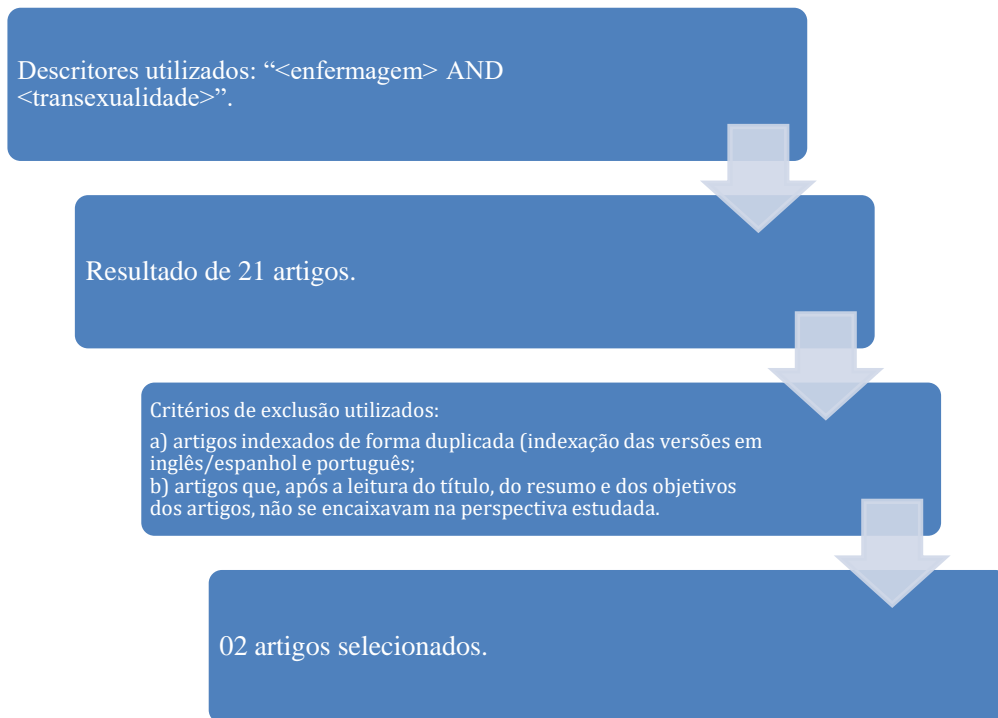 Descritores utilizados: “<enfermagem> AND
<transexualidade>”.
Resultado de 21 artigos.
Critérios de exclusão utilizados:
a) artigos indexados de forma duplicada (indexação das versões em
inglês/espanhol e português;
b) artigos que, após a leitura do título, do resumo e dos objetivos
dos artigos, não se encaixavam na perspectiva estudada.
02 artigos selecionados.